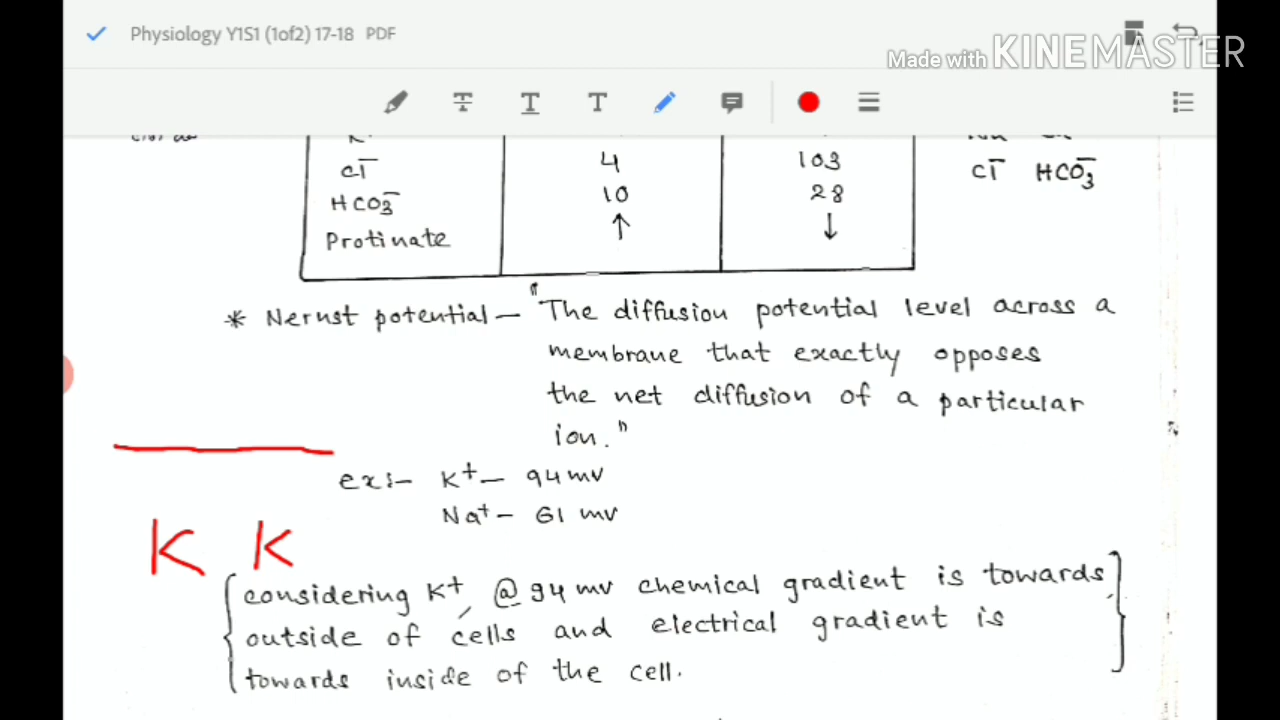 Physiology Y1S1 (1of2) 17-18 PDF
Made with KINEMASTER
T T T
Cl⁻ 4 103 Cl⁻ HCO₃⁻
HCO₃⁻ 10 28
Protinate ↑ ↓
* Nernst potential — "The diffusion potential level across a
membrane that exactly opposes
the net diffusion of a particular
ion."
ex:- K⁺ — 94 mv
Na⁺ - 61 mv
K K
considering K⁺ @ 94 mv chemical gradient is towards
outside of cells and electrical gradient is
towards inside of the cell.